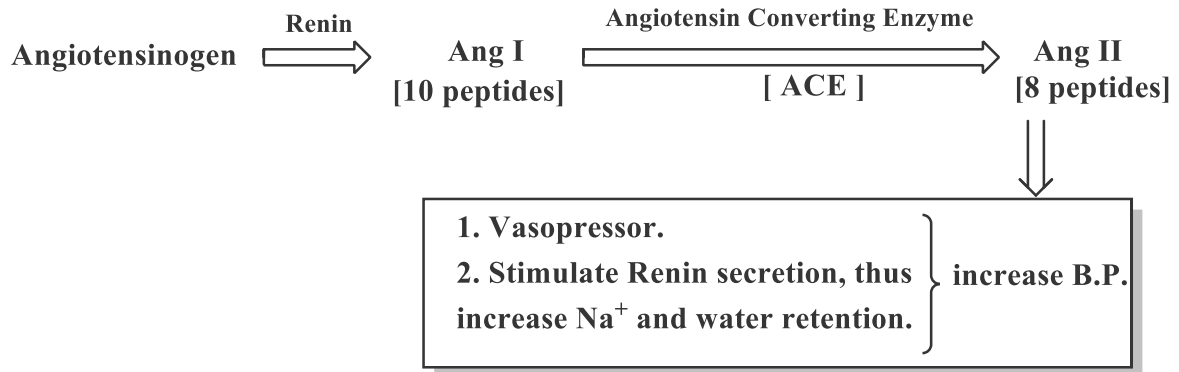 Renin
Angiotensin Converting Enzyme
Angiotensinogen
Ang I
Ang II
[10 peptides]
[ ACE ]
[8 peptides]
1. Vasopressor.
2. Stimulate Renin secretion, thus
increase Na⁺ and water retention.
increase B.P.